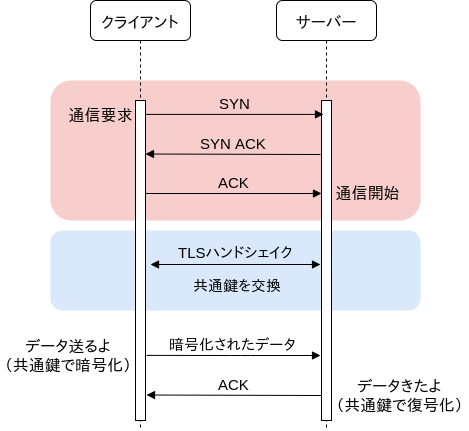 クライアント
サーバー
SYN
通信要求
SYN ACK
ACK
通信開始
TLSハンドシェイク
共通鍵を交換
データ送るよ
（共通鍵で暗号化）
暗号化されたデータ
ACK
データきたよ
（共通鍵で復号化）